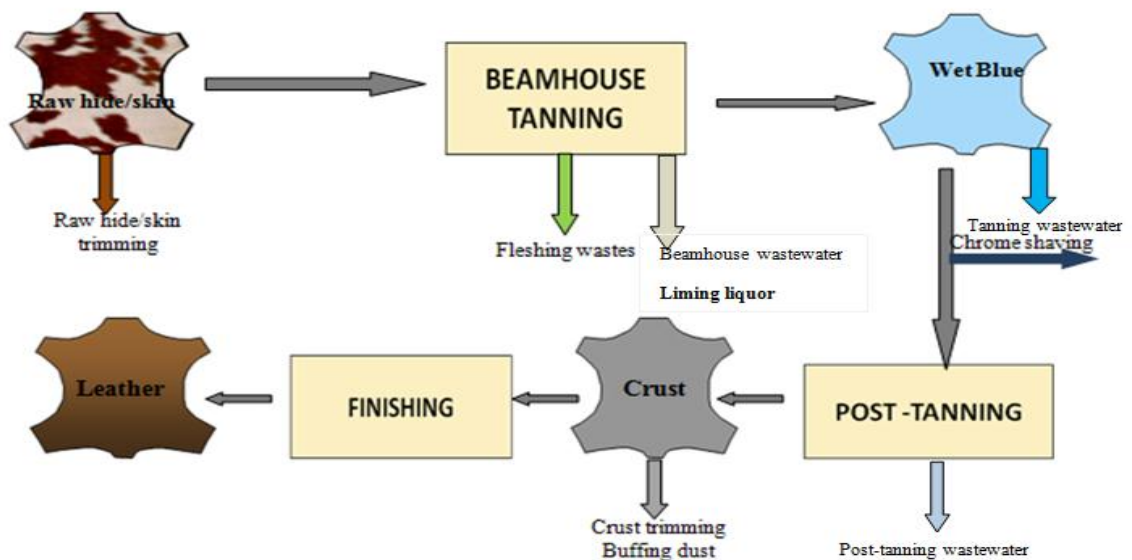 Raw hide/skin
BEAMHOUSE
TANNING
Wet Blue
Raw hide/skin
trimming
Fleshing wastes
Beamhouse wastewater
Liming liquor
Tanning wastewater
Chrome shaving
Leather
FINISHING
Crust
POST -TANNING
Crust trimming
Buffing dust
Post-tanning wastewater